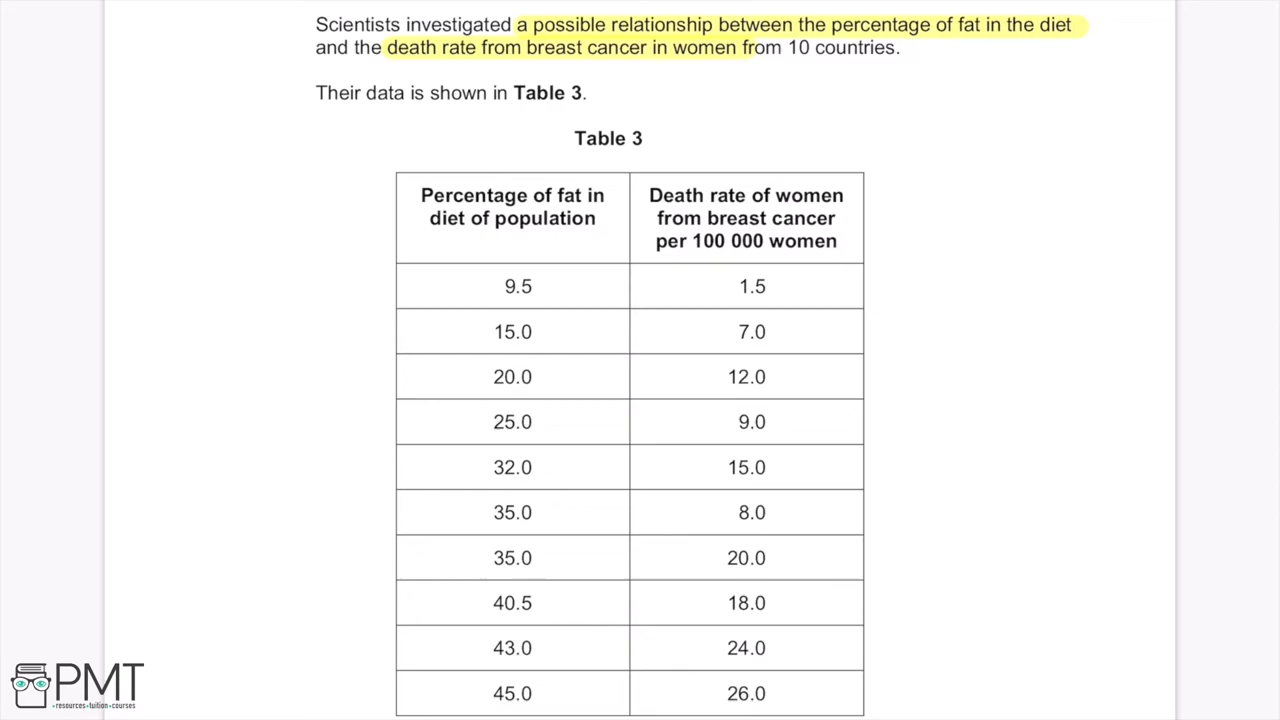 Scientists investigated a possible relationship between the percentage of fat in the diet
and the death rate from breast cancer in women from 10 countries.
Their data is shown in Table 3.
Table 3
Percentage of fat in
diet of population
Death rate of women
from breast cancer
per 100 000 women
9.5 1.5
15.0 7.0
20.0 12.0
25.0 9.0
32.0 15.0
35.0 8.0
35.0 20.0
40.5 18.0
43.0 24.0
45.0 26.0
PMT
•resources•tuition•courses